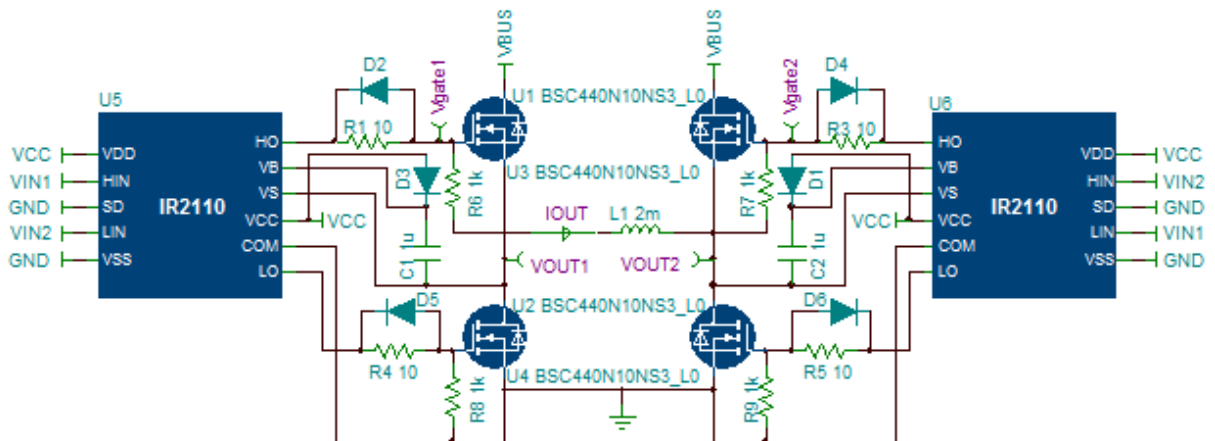 VBUS
VBUS
D2
Vgate1
Vgate2
D4
U5
U1 BSC440N10NS3_L0
U6
R1 10
R3 10
HO
HO
VCC
VDD
VDD
VCC
VB
U3 BSC440N10NS3_L0
VB
VIN1
HIN
HIN
VIN2
D3
R6 1k
R7 1k
D1
VS
VS
GND
SD
IR2110
IR2110
SD
GND
IOUT
L1 2m
VCC
VCC
VCC
VCC
VIN2
LIN
LIN
VIN1
COM
COM
C1 1u
C2 1u
GND
VSS
VOUT1
VOUT2
VSS
GND
LO
LO
D5
U2 BSC440N10NS3_L0
D6
R4 10
U4 BSC440N10NS3_L0
R5 10
R8 1k
R9 1k